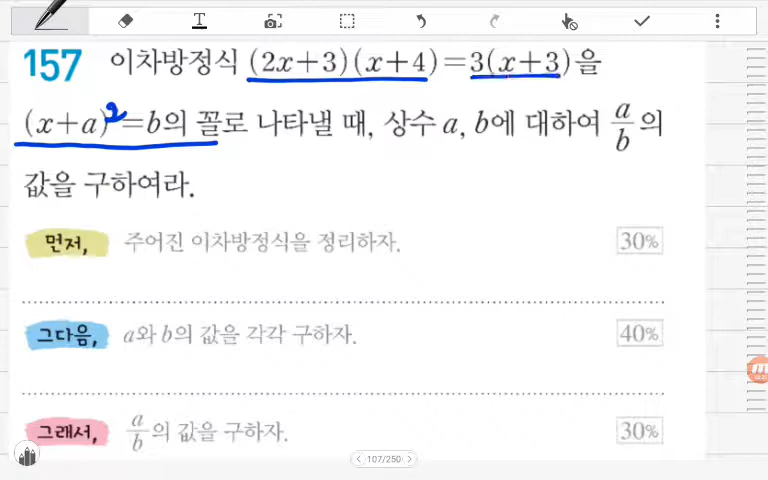 157 이차방정식 (2x+3)(x+4)=3(x+3)을
(x+a)²=b의 꼴로 나타낼 때, 상수 a, b에 대하여 a/b의
값을 구하여라.
먼저, 주어진 이차방정식을 정리하자. 30%
그다음, a와 b의 값을 각각 구하자. 40%
그래서, a/b의 값을 구하자. 30%
107/250